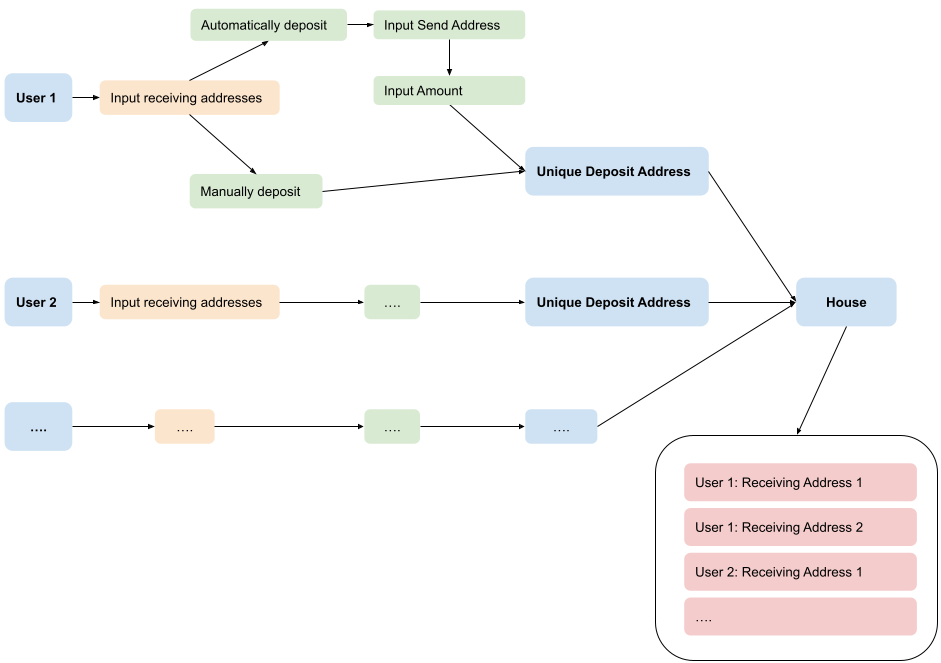 Automatically deposit
Input Send Address
User 1
Input receiving addresses
Input Amount
Manually deposit
Unique Deposit Address
User 2
Input receiving addresses
....
Unique Deposit Address
House
....
....
....
....
User 1: Receiving Address 1
User 1: Receiving Address 2
User 2: Receiving Address 1
....